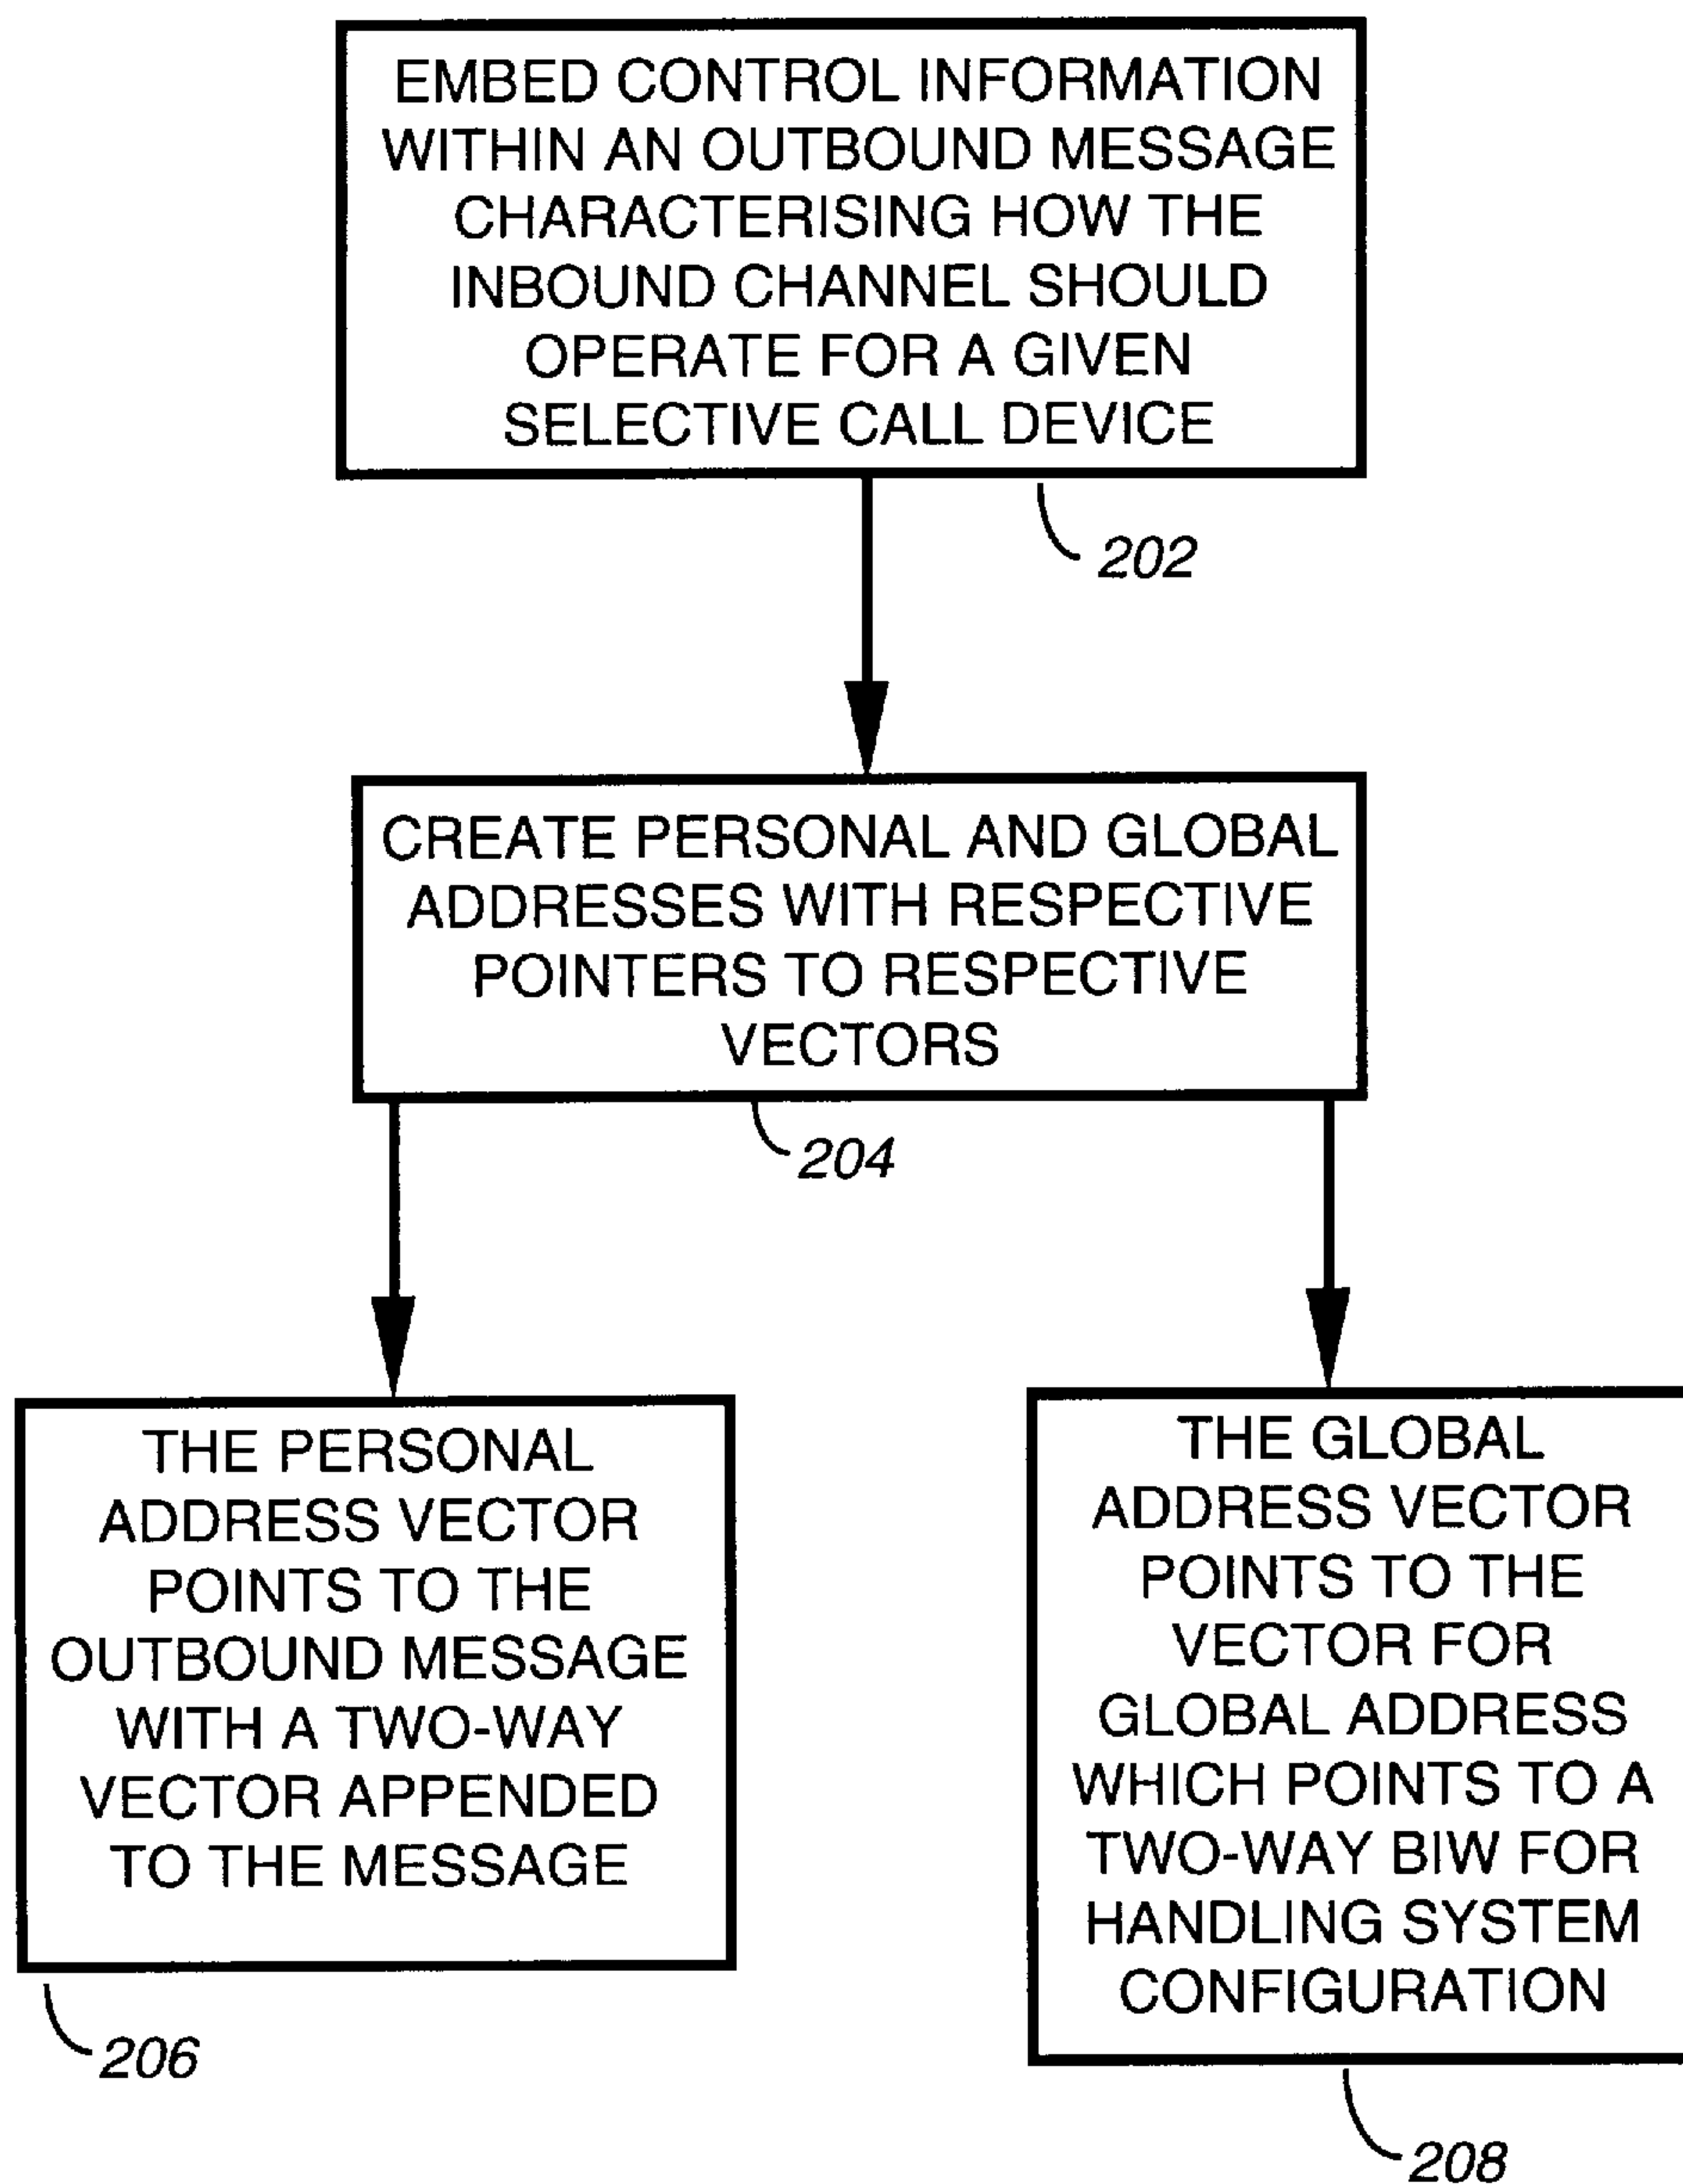 EMBED CONTROL INFORMATION
WITHIN AN OUTBOUND MESSAGE
CHARACTERISING HOW THE
INBOUND CHANNEL SHOULD
OPERATE FOR A GIVEN
SELECTIVE CALL DEVICE
202
CREATE PERSONAL AND GLOBAL
ADDRESSES WITH RESPECTIVE
POINTERS TO RESPECTIVE
VECTORS
204
THE PERSONAL
ADDRESS VECTOR
POINTS TO THE
OUTBOUND MESSAGE
WITH A TWO-WAY
VECTOR APPENDED
TO THE MESSAGE
206
THE GLOBAL
ADDRESS VECTOR
POINTS TO THE
VECTOR FOR
GLOBAL ADDRESS
WHICH POINTS TO A
TWO-WAY BIW FOR
HANDLING SYSTEM
CONFIGURATION
208